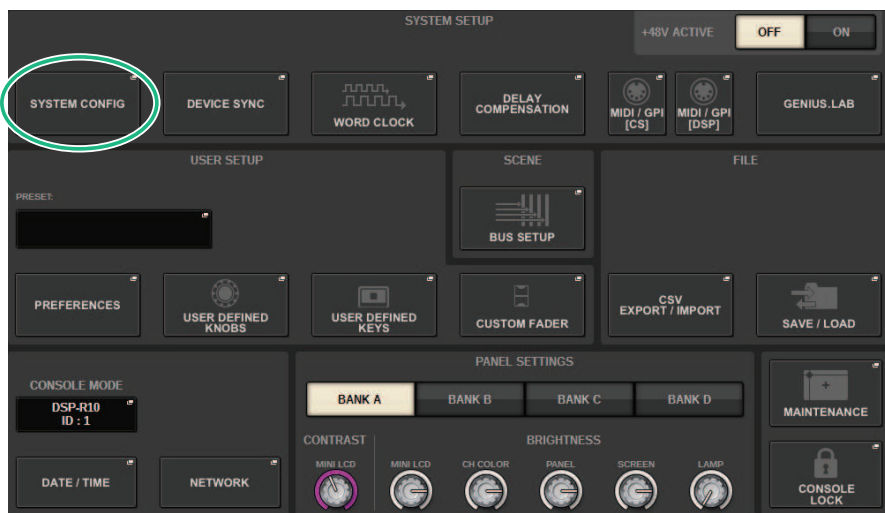 SYSTEM SETUP
+48V ACTIVE
OFF
ON
SYSTEM CONFIG
DEVICE SYNC
WORD CLOCK
DELAY
COMPENSATION
MIDI / GPI
[CS]
MIDI / GPI
[DSP]
GENIUS.LAB
USER SETUP
SCENE
FILE
PRESET:
BUS SETUP
PREFERENCES
USER DEFINED
KNOBS
USER DEFINED
KEYS
CUSTOM FADER
CSV
EXPORT / IMPORT
SAVE / LOAD
CONSOLE MODE
DSP-R10
ID : 1
DATE / TIME
NETWORK
PANEL SETTINGS
BANK A
BANK B
BANK C
BANK D
CONTRAST
BRIGHTNESS
MINI LCD
MINI LCD
CH COLOR
PANEL
SCREEN
LAMP
MAINTENANCE
CONSOLE
LOCK